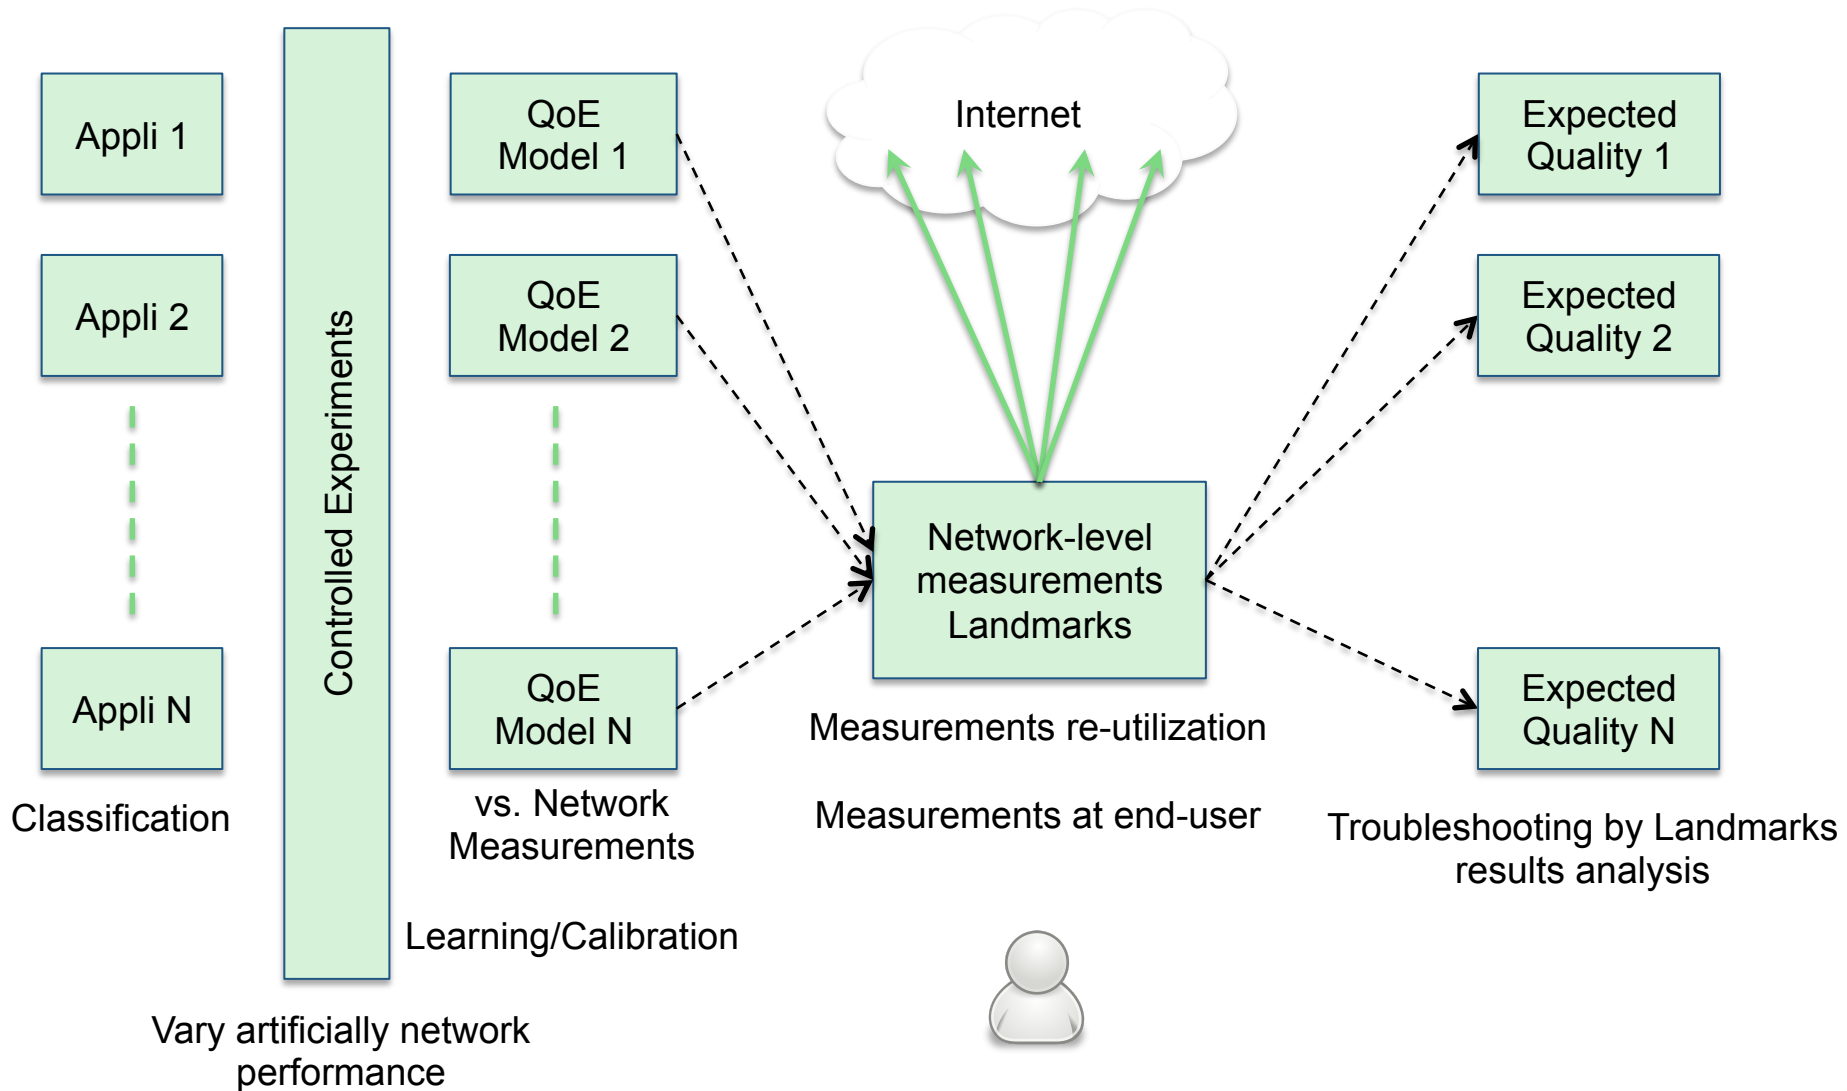 Appli 1
Appli 2
Appli N
Classification
Controlled Experiments
Vary artificially network
performance
QoE
Model 1
QoE
Model 2
QoE
Model N
vs. Network
Measurements
Learning/Calibration
Internet
Network-level
measurements
Landmarks
Measurements re-utilization
Measurements at end-user
Expected
Quality 1
Expected
Quality 2
Expected
Quality N
Troubleshooting by Landmarks
results analysis